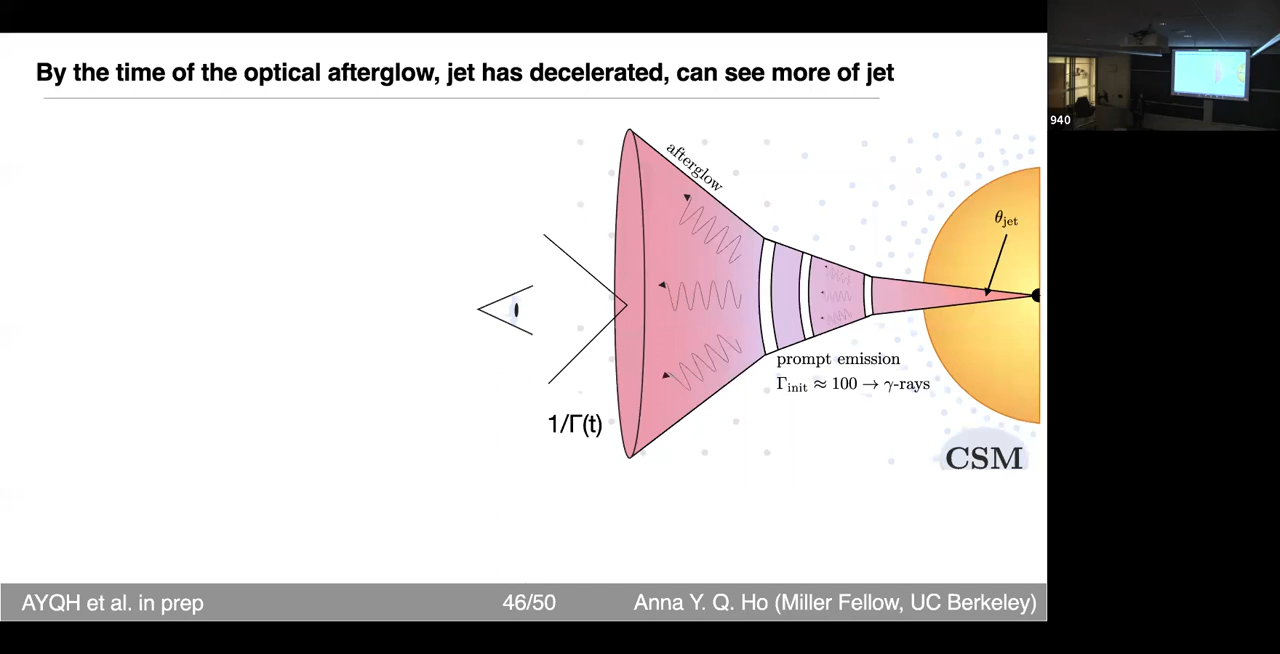 By the time of the optical afterglow, jet has decelerated, can see more of jet
940
afterglow
θjet
prompt emission
Γinit ≈ 100 → γ-rays
1/Γ(t)
CSM
AYQH et al. in prep
46/50
Anna Y. Q. Ho (Miller Fellow, UC Berkeley)